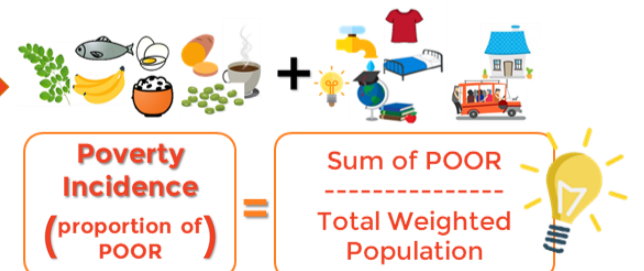 +
Poverty
Incidence
(proportion of
POOR)
=
Sum of POOR
---------------
Total Weighted
Population